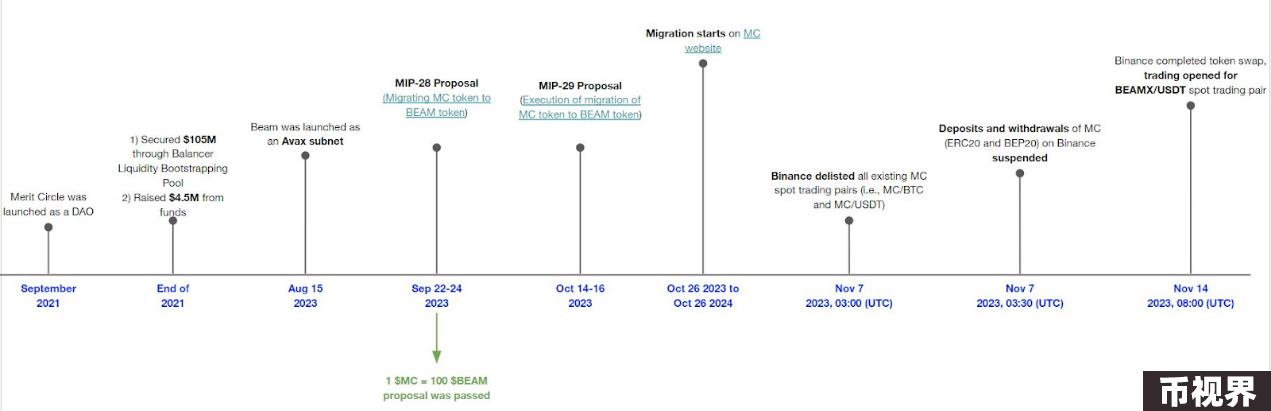 Merit Circle was
launched as a DAO
September
2021
1) Secured $105M
through Balancer
Liquidity Bootstrapping
Pool
2) Raised $4.5M from
funds
End of
2021
Beam was launched as
an Avax subnet
Aug 15
2023
MIP-28 Proposal
(Migrating MC token to
BEAM token)
Sep 22-24
2023
1 $MC = 100 $BEAM
proposal was passed
MIP-29 Proposal
(Execution of migration of
MC token to BEAM token)
Oct 14-16
2023
Migration starts on MC
website
Oct 26 2023 to
Oct 26 2024
Binance delisted all existing MC
spot trading pairs (i.e., MC/BTC
and MC/USDT)
Nov 7
2023, 03:00 (UTC)
Deposits and withdrawals of MC
(ERC20 and BEP20) on Binance
suspended
Nov 7
2023, 03:30 (UTC)
Binance completed token swap,
trading opened for
BEAMX/USDT spot trading pair
Nov 14
2023, 08:00 (UTC)
币视界